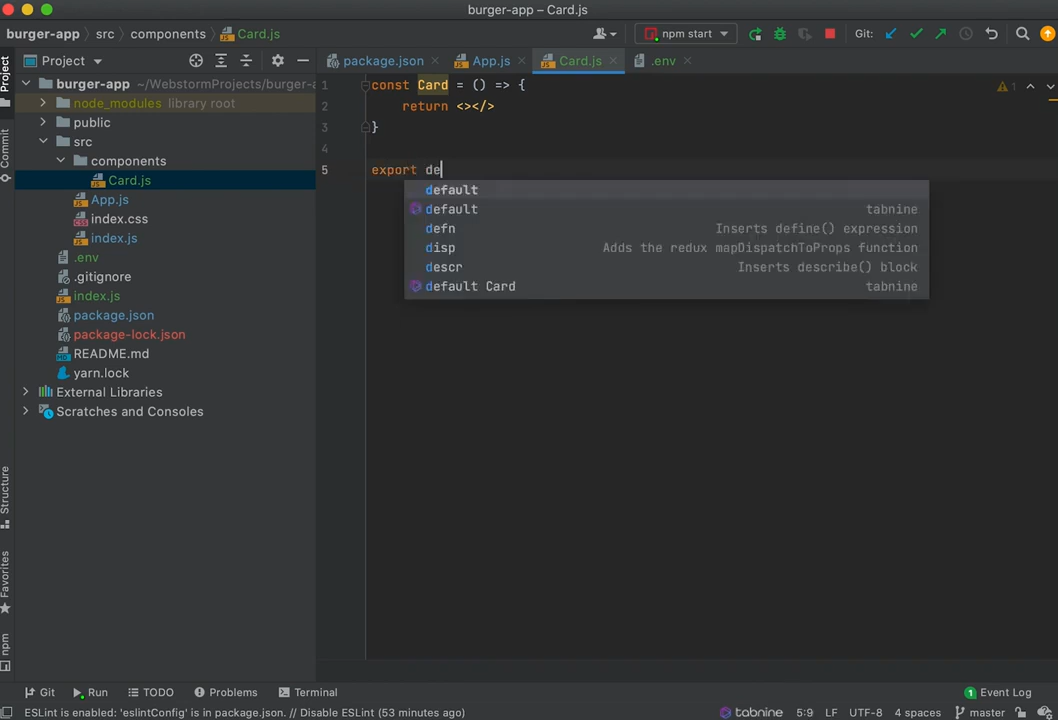 burger-app – Card.js
burger-app src components Card.js npm start Git:
Project package.json App.js Card.js .env
Project
Commit
Structure
Favorites
npm
burger-app ~/WebstormProjects/burger-a
node_modules library root
public
src
components
Card.js
App.js
index.css
index.js
.env
.gitignore
index.js
package.json
package-lock.json
README.md
yarn.lock
External Libraries
Scratches and Consoles
1 const Card = () => {
2 return <></>
3 }
4
5 export de
1
default
default tabnine
defn Inserts define() expression
disp Adds the redux mapDispatchToProps function
descr Inserts describe() block
default Card tabnine
Git Run TODO Problems Terminal 1 Event Log
ESLint is enabled: 'eslintConfig' is in package.json. // Disable ESLint (53 minutes ago) tabnine 5:9 LF UTF-8 4 spaces master